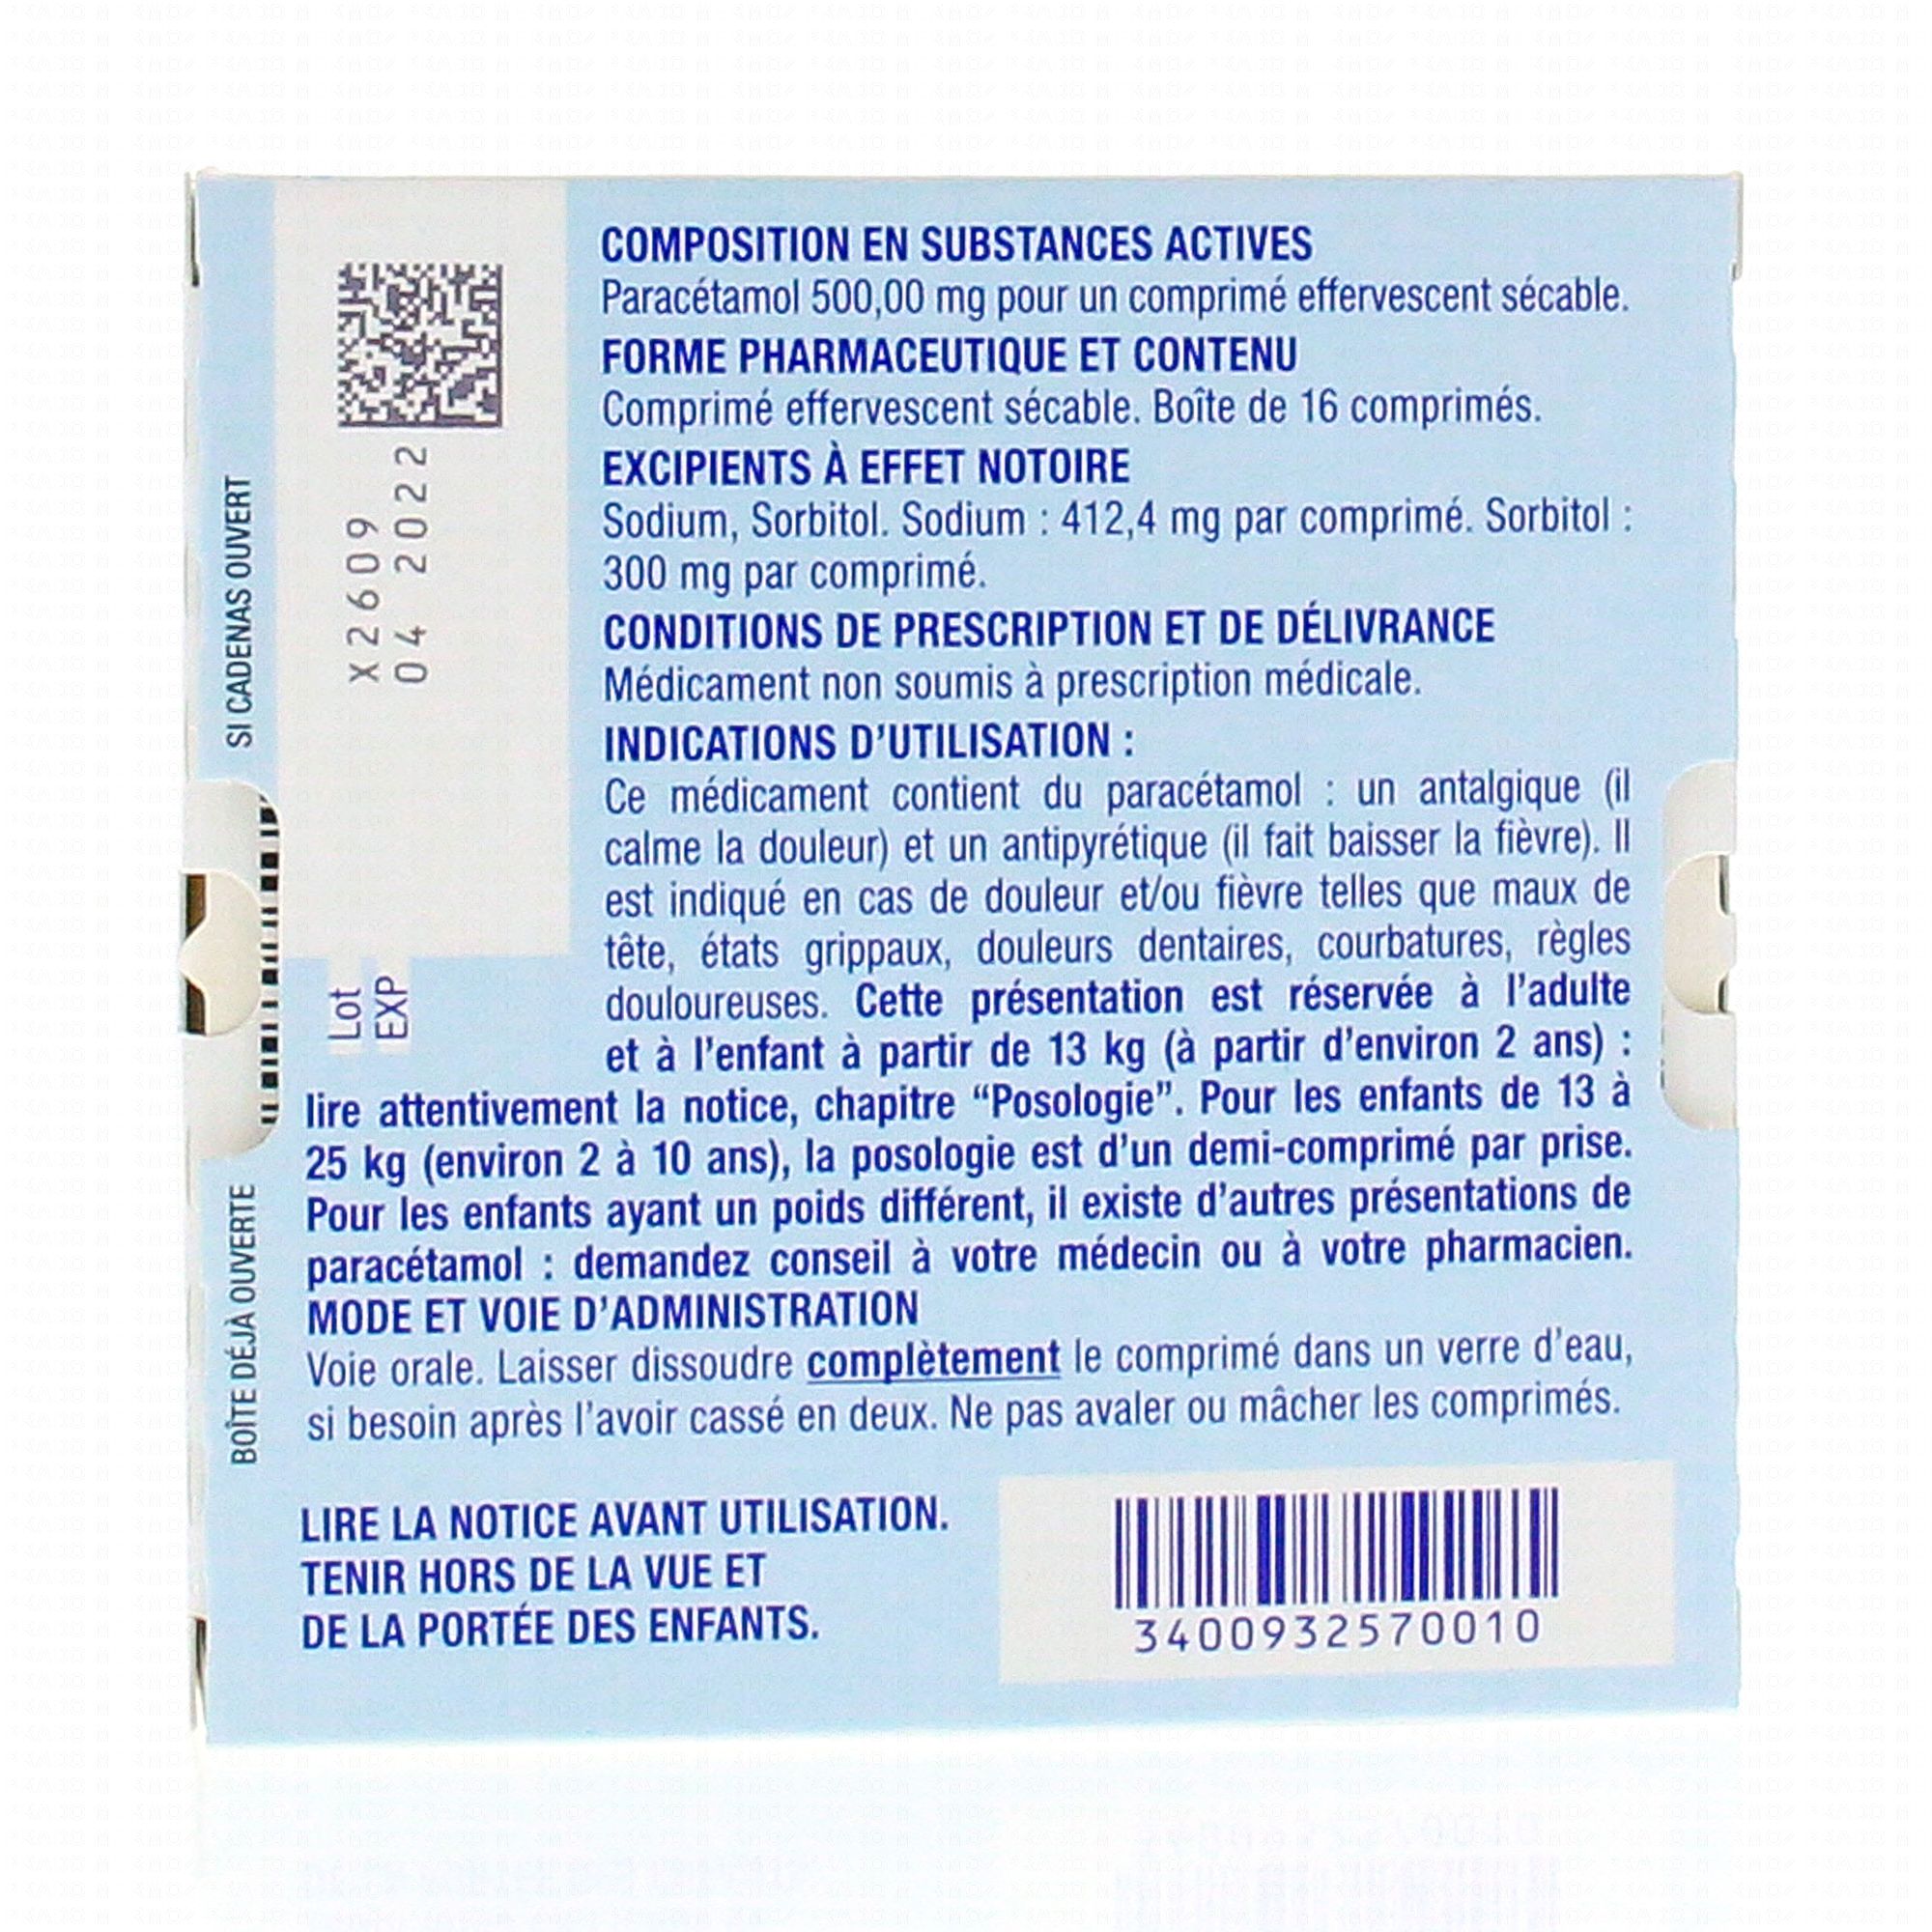 COMPOSITION EN SUBSTANCES ACTIVES
Paracétamol 500,00 mg pour un comprimé effervescent sécable.
FORME PHARMACEUTIQUE ET CONTENU
Comprimé effervescent sécable. Boîte de 16 comprimés.
EXCIPIENTS À EFFET NOTOIRE
Sodium, Sorbitol. Sodium : 412,4 mg par comprimé. Sorbitol :
300 mg par comprimé.
CONDITIONS DE PRESCRIPTION ET DE DÉLIVRANCE
Médicament non soumis à prescription médicale.
INDICATIONS D'UTILISATION :
Ce médicament contient du paracétamol : un antalgique (il
calme la douleur) et un antipyrétique (il fait baisser la fièvre). Il
est indiqué en cas de douleur et/ou fièvre telles que maux de
tête, états grippaux, douleurs dentaires, courbatures, règles
douloureuses. Cette présentation est réservée à l'adulte
et à l'enfant à partir de 13 kg (à partir d'environ 2 ans) :
lire attentivement la notice, chapitre “Posologie”. Pour les enfants de 13 à
25 kg (environ 2 à 10 ans), la posologie est d'un demi-comprimé par prise.
Pour les enfants ayant un poids différent, il existe d'autres présentations de
paracétamol : demandez conseil à votre médecin ou à votre pharmacien.
MODE ET VOIE D'ADMINISTRATION
Voie orale. Laisser dissoudre complètement le comprimé dans un verre d'eau,
si besoin après l'avoir cassé en deux. Ne pas avaler ou mâcher les comprimés.
LIRE LA NOTICE AVANT UTILISATION.
TENIR HORS DE LA VUE ET
DE LA PORTÉE DES ENFANTS.
3400932570010
Lot X2609
EXP 04 2022
BOÎTE DÉJÀ OUVERTE
SI CADENAS OUVERT